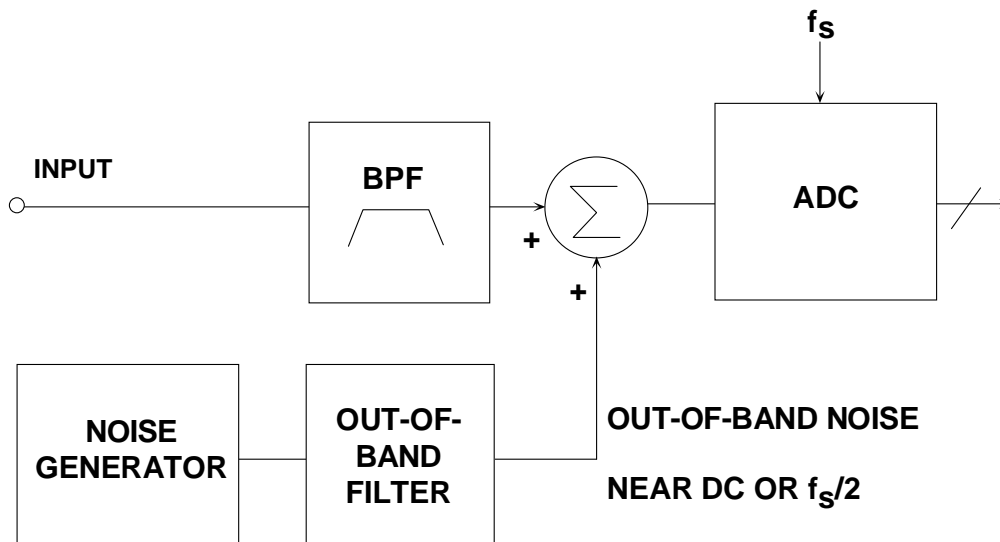 fs
INPUT
BPF
ADC
Σ
+
+
NOISE
GENERATOR
OUT-OF-
BAND
FILTER
OUT-OF-BAND NOISE
NEAR DC OR fs/2